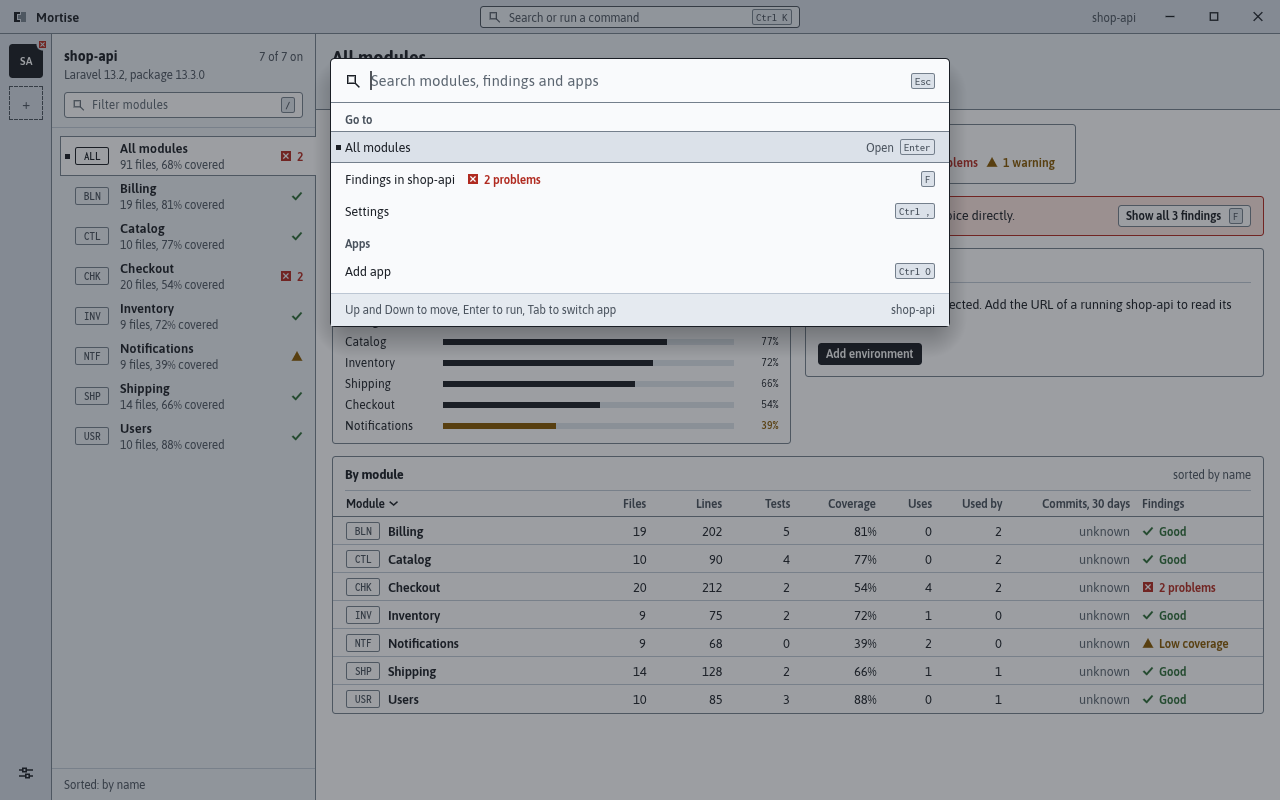 Mortise
Search or run a command
Ctrl K
shop-api
SA
+
shop-api
7 of 7 on
Laravel 13.2, package 13.3.0
Filter modules
/
ALL
All modules
91 files, 68% covered
2
BLN
Billing
19 files, 81% covered
CTL
Catalog
10 files, 77% covered
CHK
Checkout
20 files, 54% covered
2
INV
Inventory
9 files, 72% covered
NTF
Notifications
9 files, 39% covered
SHP
Shipping
14 files, 66% covered
USR
Users
10 files, 88% covered
Sorted: by name
All modules
Search modules, findings and apps
Esc
Go to
All modules
Open
Enter
Findings in shop-api
2 problems
F
Settings
Ctrl ,
Apps
Add app
Ctrl O
Up and Down to move, Enter to run, Tab to switch app
shop-api
1 warning
directly.
Show all 3 findings
F
Add the URL of a running shop-api to read its
Add environment
Catalog
77%
Inventory
72%
Shipping
66%
Checkout
54%
Notifications
39%
By module
sorted by name
Module Files Lines Tests Coverage Uses Used by Commits, 30 days Findings
BLN Billing 19 202 5 81% 0 2 unknown Good
CTL Catalog 10 90 4 77% 0 2 unknown Good
CHK Checkout 20 212 2 54% 4 2 unknown 2 problems
INV Inventory 9 75 2 72% 1 0 unknown Good
NTF Notifications 9 68 0 39% 2 0 unknown Low coverage
SHP Shipping 14 128 2 66% 1 1 unknown Good
USR Users 10 85 3 88% 0 1 unknown Good